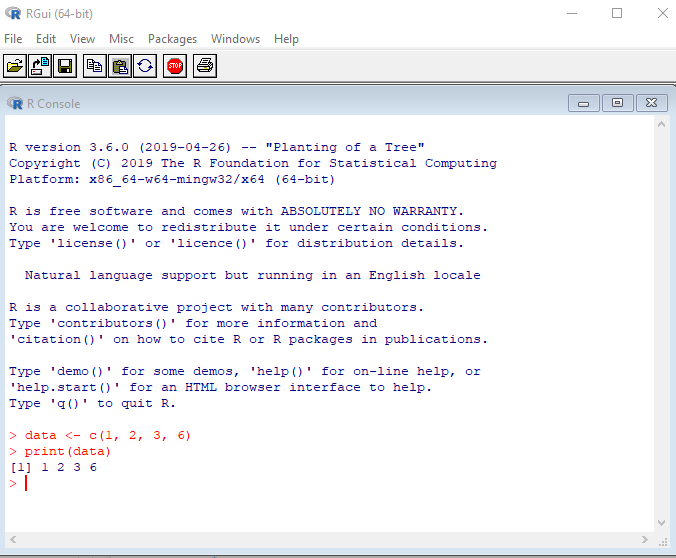 RGui (64-bit)
File Edit View Misc Packages Windows Help
STOP
R Console
R version 3.6.0 (2019-04-26) -- "Planting of a Tree"
Copyright (C) 2019 The R Foundation for Statistical Computing
Platform: x86_64-w64-mingw32/x64 (64-bit)
R is free software and comes with ABSOLUTELY NO WARRANTY.
You are welcome to redistribute it under certain conditions.
Type 'license()' or 'licence()' for distribution details.
Natural language support but running in an English locale
R is a collaborative project with many contributors.
Type 'contributors()' for more information and
'citation()' on how to cite R or R packages in publications.
Type 'demo()' for some demos, 'help()' for on-line help, or
'help.start()' for an HTML browser interface to help.
Type 'q()' to quit R.
> data <- c(1, 2, 3, 6)
> print(data)
[1] 1 2 3 6
>